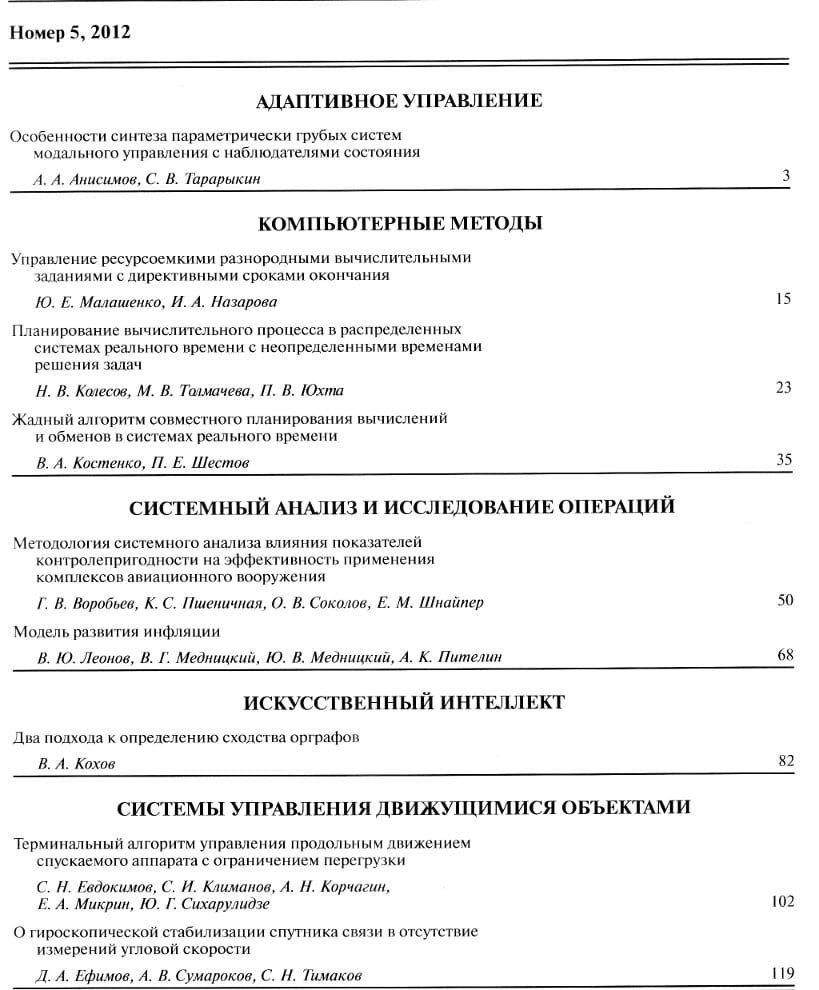 Номер 5, 2012
АДАПТИВНОЕ УПРАВЛЕНИЕ
Особенности синтеза параметрически грубых систем
модального управления с наблюдателями состояния
А. А. Анисимов, С. В. Тарарыкин 3
КОМПЬЮТЕРНЫЕ МЕТОДЫ
Управление ресурсоемкими разнородными вычислительными
заданиями с директивными сроками окончания
Ю. Е. Малашенко, И. А. Назарова 15
Планирование вычислительного процесса в распределенных
системах реального времени с неопределенными временами
решения задач
Н. В. Колесов, М. В. Толмачева, П. В. Юхта 23
Жадный алгоритм совместного планирования вычислений
и обменов в системах реального времени
В. А. Костенко, П. Е. Шестов 35
СИСТЕМНЫЙ АНАЛИЗ И ИССЛЕДОВАНИЕ ОПЕРАЦИЙ
Методология системного анализа влияния показателей
контролепригодности на эффективность применения
комплексов авиационного вооружения
Г. В. Воробьев, К. С. Пшеничная, О. В. Соколов, Е. М. Шнайпер 50
Модель развития инфляции
В. Ю. Леонов, В. Г. Медницкий, Ю. В. Медницкий, А. К. Пителин 68
ИСКУССТВЕННЫЙ ИНТЕЛЛЕКТ
Два подхода к определению сходства орграфов
В. А. Кохов 82
СИСТЕМЫ УПРАВЛЕНИЯ ДВИЖУЩИМИСЯ ОБЪЕКТАМИ
Терминальный алгоритм управления продольным движением
спускаемого аппарата с ограничением перегрузки
С. Н. Евдокимов, С. И. Климанов, А. Н. Корчагин,
Е. А. Микрин, Ю. Г. Сихарулидзе 102
О гироскопической стабилизации спутника связи в отсутствие
измерений угловой скорости
Д. А. Ефимов, А. В. Сумароков, С. Н. Тимаков 119